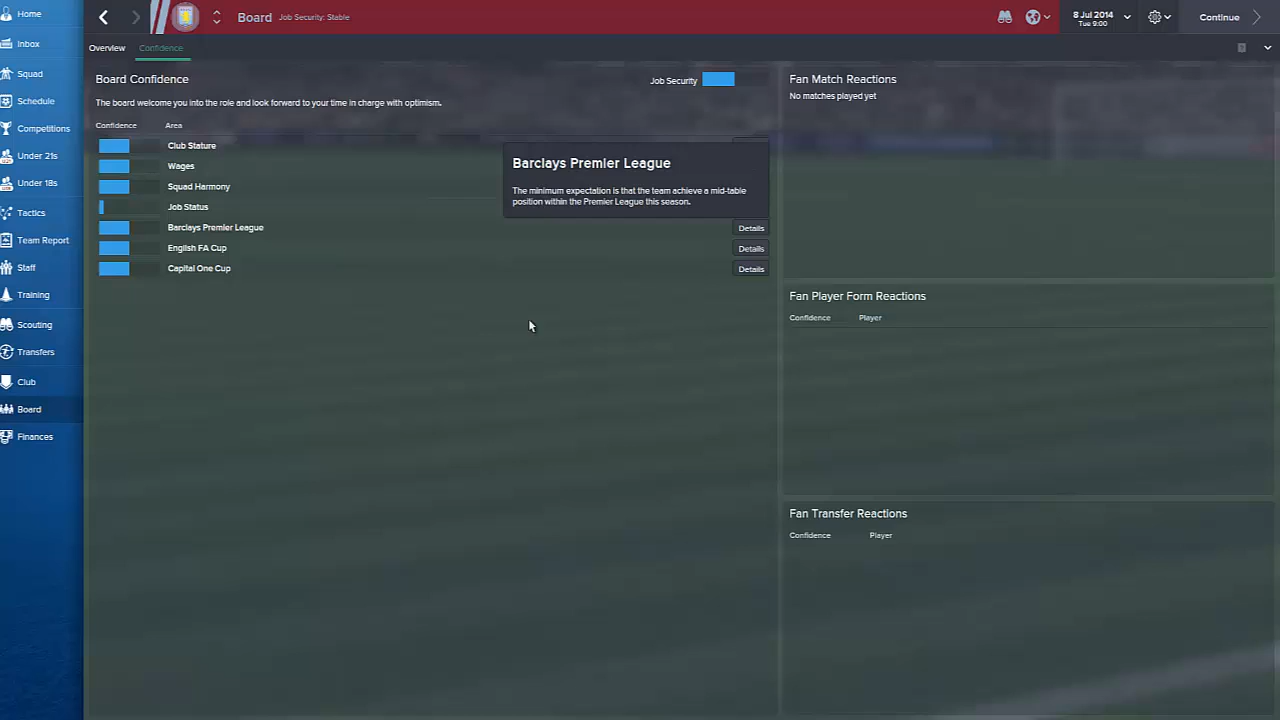 Home
Inbox
Squad
Schedule
Competitions
Under 21s
Under 18s
Tactics
Team Report
Staff
Training
Scouting
Transfers
Club
Board
Finances
Board Job Security: Stable
8 Jul 2014
Tue 9:00
Continue
Overview Confidence
Board Confidence
Job Security
The board welcome you into the role and look forward to your time in charge with optimism.
Confidence Area
Club Stature
Wages
Squad Harmony
Job Status
Barclays Premier League Details
English FA Cup Details
Capital One Cup Details
Barclays Premier League
The minimum expectation is that the team achieve a mid-table
position within the Premier League this season.
Fan Match Reactions
No matches played yet
Fan Player Form Reactions
Confidence Player
Fan Transfer Reactions
Confidence Player